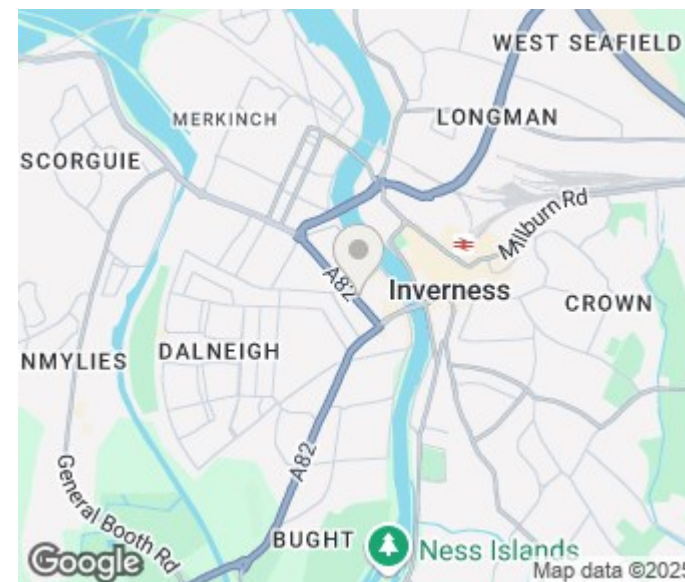 WEST SEAFIELD
LONGMAN
MERKINCH
SCORGUIE
Millburn Rd
A82
Inverness
CROWN
NMYLIES
DALNEIGH
A82
General Booth Rd
BUGHT
Ness Islands
Google
Map data ©2025